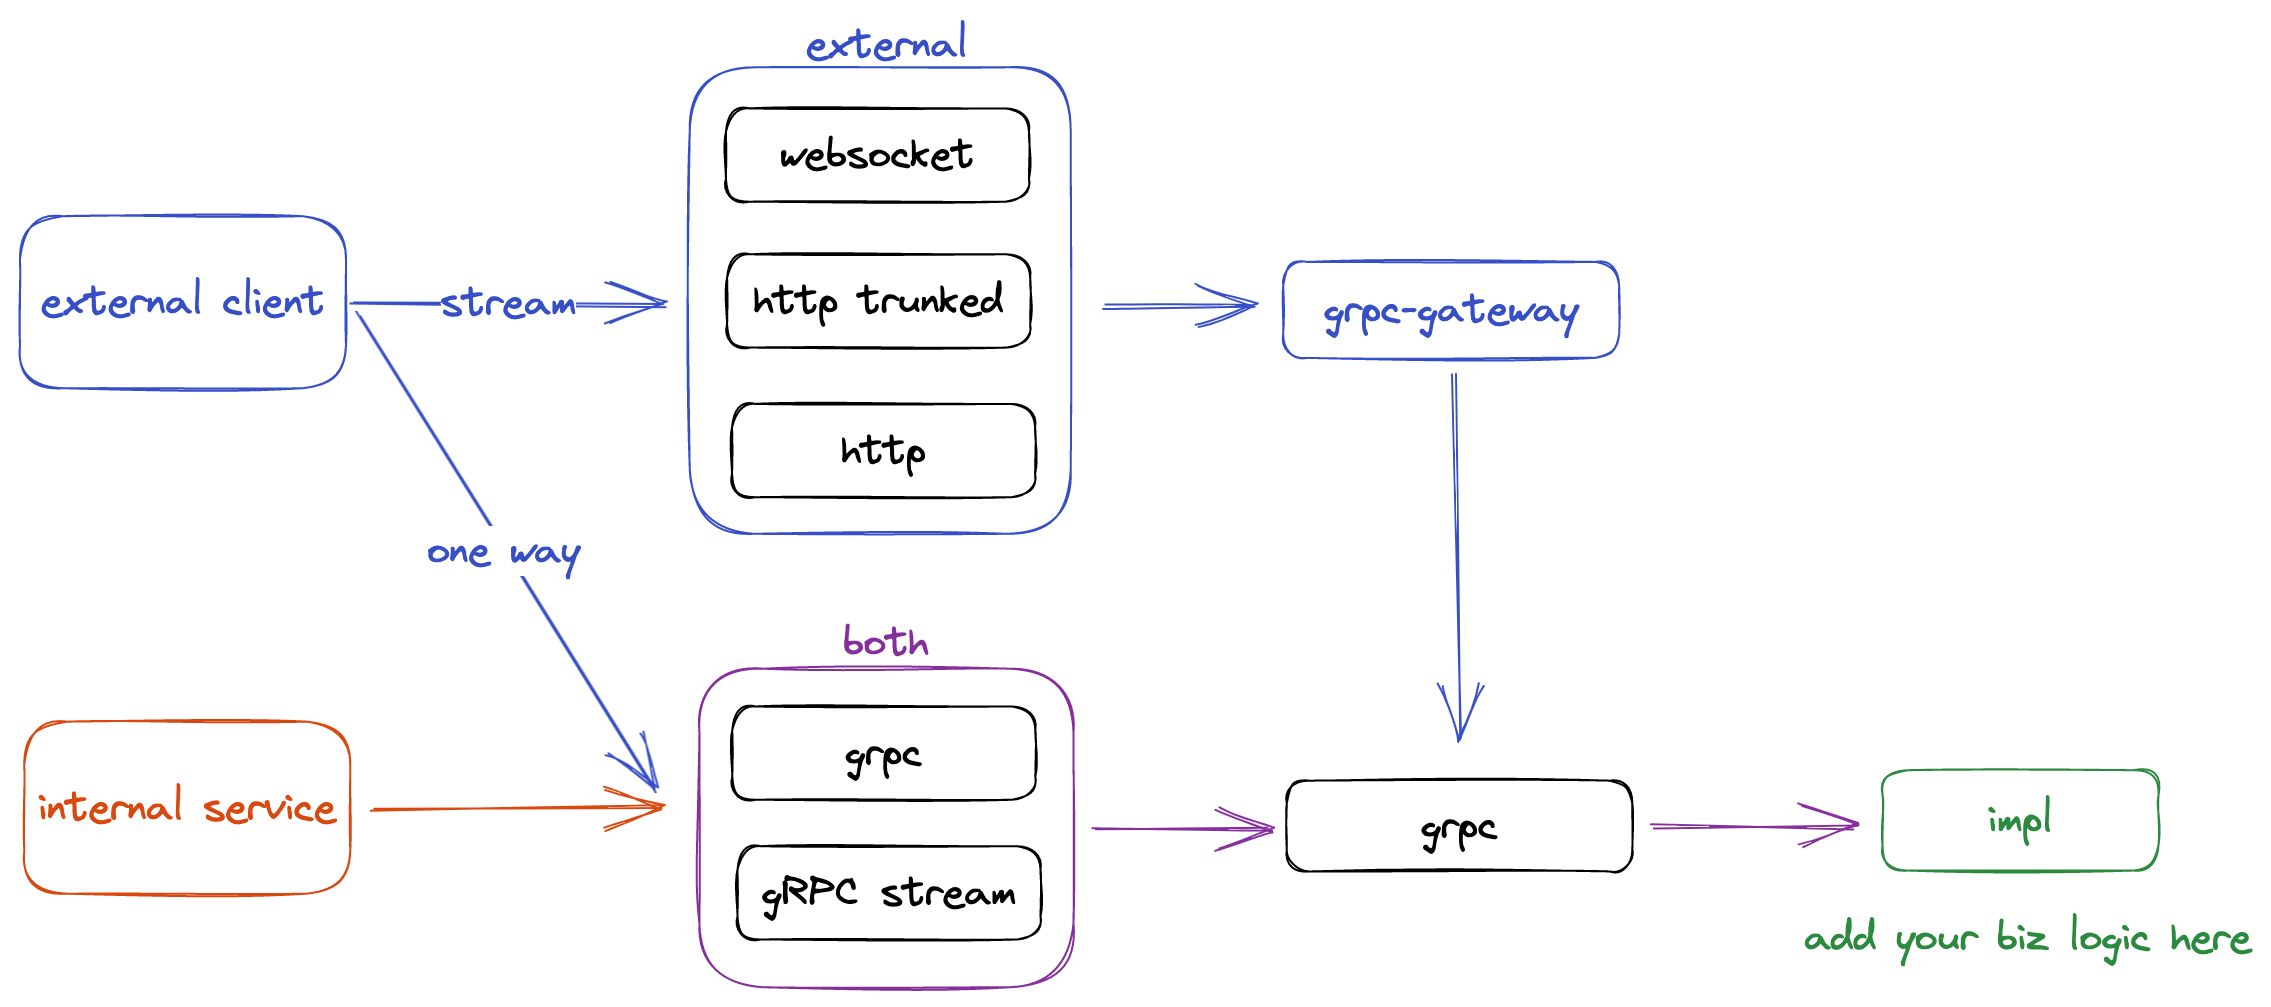 external
websocket
external client
stream
http trunked
grpc-gateway
http
one way
both
grpc
internal service
grpc
impl
gRPC stream
add your biz logic here